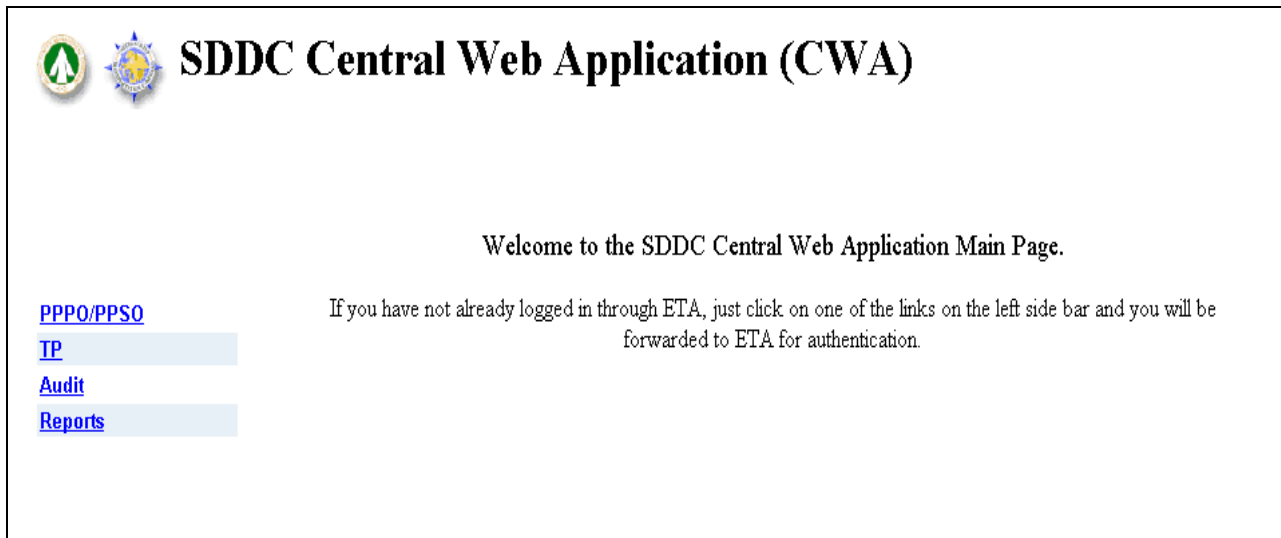 SDDC Central Web Application (CWA)
Welcome to the SDDC Central Web Application Main Page.
If you have not already logged in through ETA, just click on one of the links on the left side bar and you will be
forwarded to ETA for authentication.
PPPO/PPSO
TP
Audit
Reports